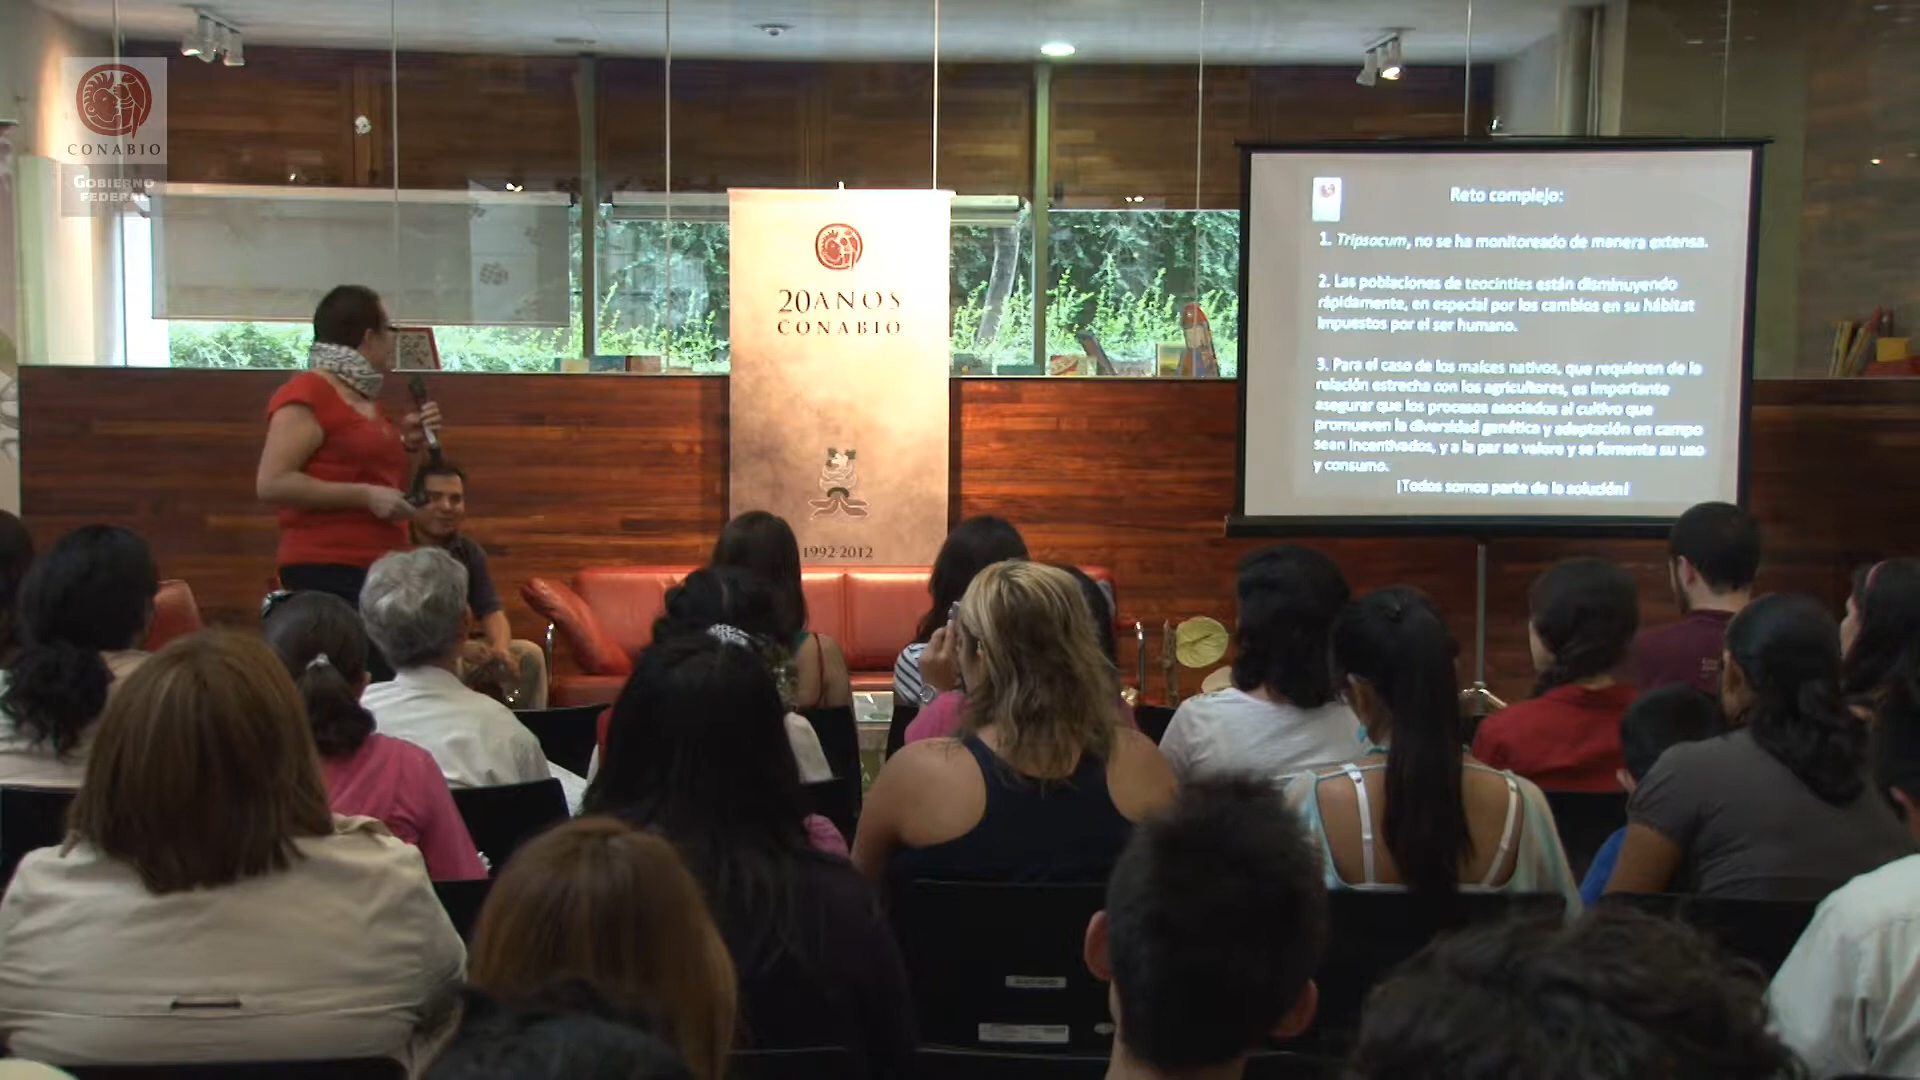 CONABIO
GOBIERNO
FEDERAL
20 AÑOS
CONABIO
1992-2012
Reto complejo:
1. Tripsacum, no se ha monitoreado de manera extensa.
2. Las poblaciones de teocintles están disminuyendo
rápidamente, en especial por los cambios en su hábitat
impuestos por el ser humano.
3. Para el caso de los maíces nativos, que requieren de la
relación estrecha con los agricultores, es importante
asegurar que los procesos asociados al cultivo que
promueven la diversidad genética y adaptación en campo
sean incentivados, y a la par se valore y se fomente su uso
y consumo.
¡Todos somos parte de la solución!